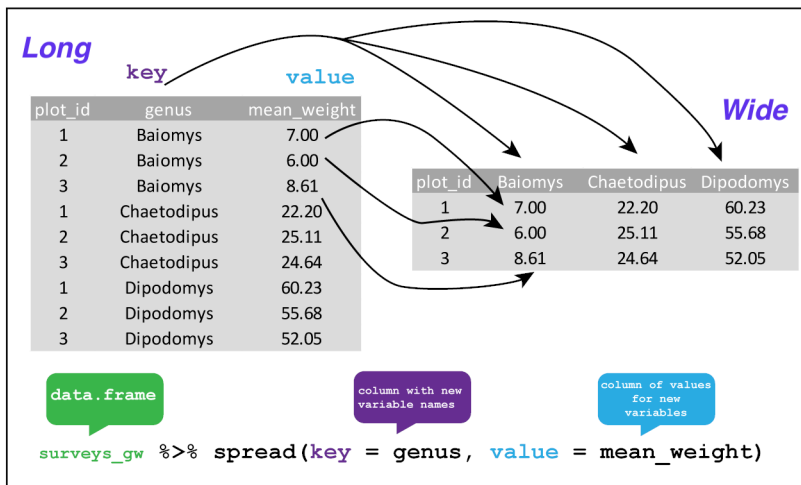 Long
key value
plot_id genus mean_weight
1 Baiomys 7.00
2 Baiomys 6.00
3 Baiomys 8.61
1 Chaetodipus 22.20
2 Chaetodipus 25.11
3 Chaetodipus 24.64
1 Dipodomys 60.23
2 Dipodomys 55.68
3 Dipodomys 52.05
Wide
plot_id Baiomys Chaetodipus Dipodomys
1 7.00 22.20 60.23
2 6.00 25.11 55.68
3 8.61 24.64 52.05
data.frame
column with new
variable names
column of values
for new
variables
surveys_gw %>% spread(key = genus, value = mean_weight)